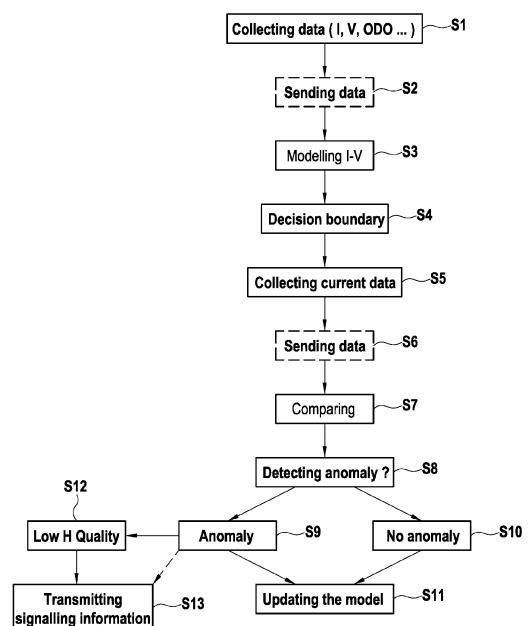 Collecting data ( I, V, ODO ... )
S1
Sending data
S2
Modelling I-V
S3
Decision boundary
S4
Collecting current data
S5
Sending data
S6
Comparing
S7
Detecting anomaly ?
S8
S12
Low H Quality
Anomaly
S9
No anomaly
S10
Transmitting
signalling information
S13
Updating the model
S11